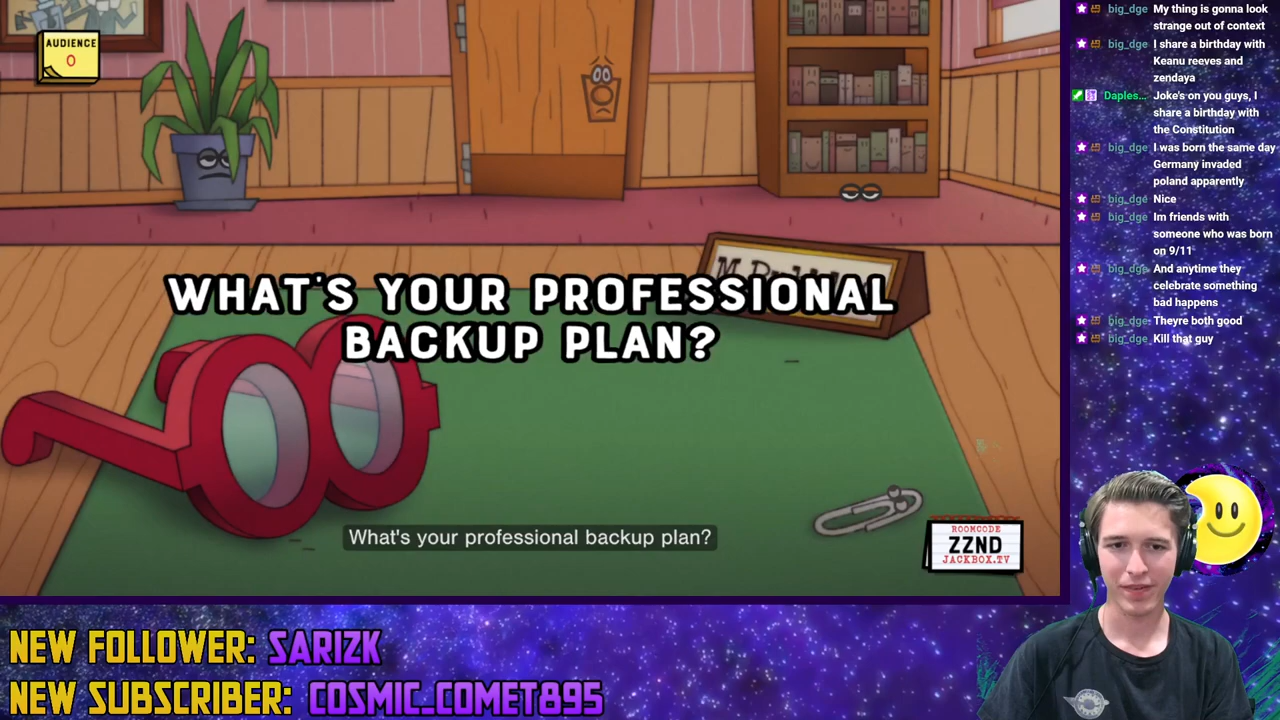 AUDIENCE
0
WHAT'S YOUR PROFESSIONAL
BACKUP PLAN?
What's your professional backup plan?
ROOMCODE
ZZND
JACKBOX.TV
NEW FOLLOWER: SARIZK
NEW SUBSCRIBER: COSMIC_COMET895
big_dge My thing is gonna look
strange out of context
big_dge I share a birthday with
Keanu reeves and
zendaya
Daples... Joke's on you guys, I
share a birthday with
the Constitution
big_dge I was born the same day
Germany invaded
poland apparently
big_dge Nice
big_dge Im friends with
someone who was born
on 9/11
big_dge And anytime they
celebrate something
bad happens
big_dge Theyre both good
big_dge Kill that guy